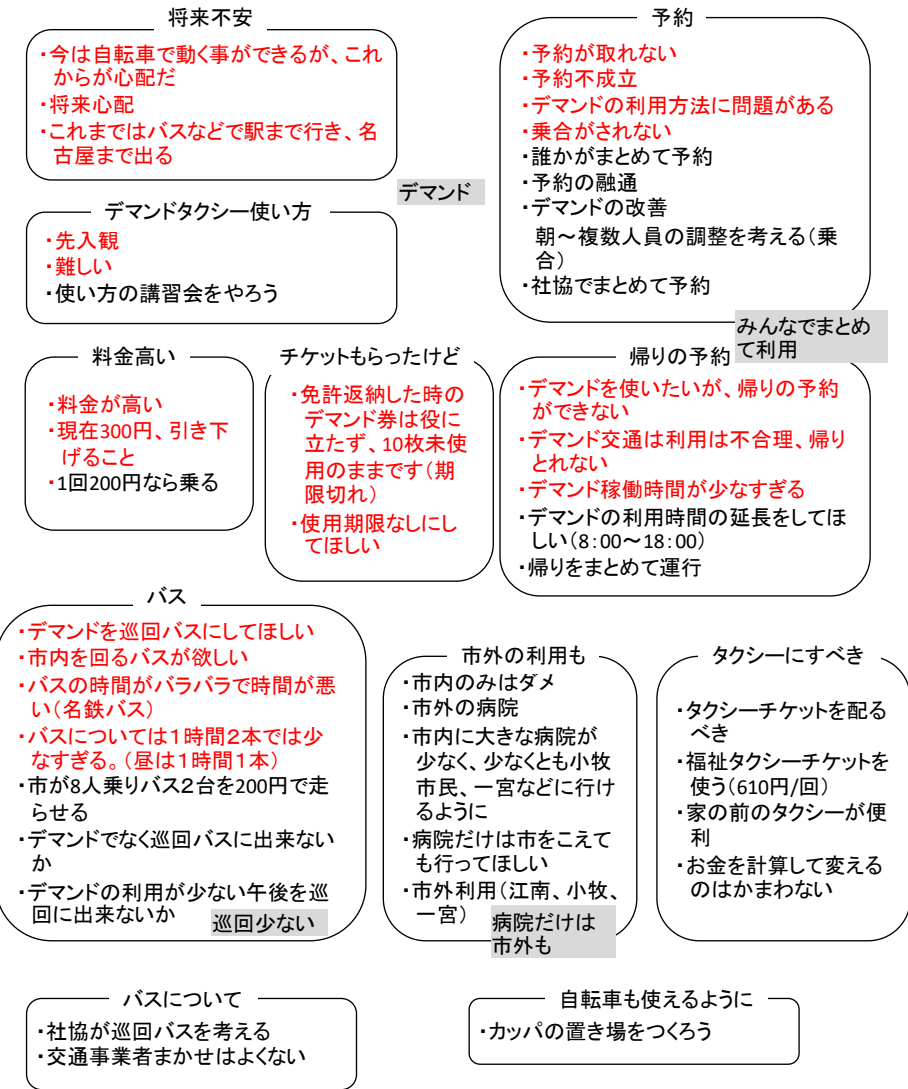 将来不安
・今は自転車で動く事ができるが、これ
からが心配だ
・将来心配
・これまではバスなどで駅まで行き、名
古屋まで出る
予約
・予約が取れない
・予約不成立
・デマンドの利用方法に問題がある
・乗合がされない
・誰かがまとめて予約
・予約の融通
・デマンドの改善
朝～複数人員の調整を考える(乗
合)
・社協でまとめて予約
デマンド
デマンドタクシー使い方
・先入観
・難しい
・使い方の講習会をやろう
みんなでまとめ
て利用
料金高い
・料金が高い
・現在300円、引き下
げること
・1回200円なら乗る
チケットもらったけど
・免許返納した時の
デマンド券は役に
立たず、10枚未使
用のままです(期
限切れ)
・使用期限なしにし
てほしい
帰りの予約
・デマンドを使いたいが、帰りの予約
ができない
・デマンド交通は利用は不合理、帰り
とれない
・デマンド稼働時間が少なすぎる
・デマンドの利用時間の延長をしてほ
しい(8:00～18:00)
・帰りをまとめて運行
バス
・デマンドを巡回バスにしてほしい
・市内を回るバスが欲しい
・バスの時間がバラバラで時間が悪
い(名鉄バス)
・バスについては１時間２本では少
なすぎる。(昼は１時間１本)
・市が8人乗りバス２台を200円で走
らせる
・デマンドでなく巡回バスに出来ない
か
・デマンドの利用が少ない午後を巡
回に出来ないか
巡回少ない
市外の利用も
・市内のみはダメ
・市外の病院
・市内に大きな病院が
少なく、少なくとも小牧
市民、一宮などに行け
るように
・病院だけは市をこえて
も行ってほしい
・市外利用(江南、小牧、
一宮)
病院だけは
市外も
タクシーにすべき
・タクシーチケットを配る
べき
・福祉タクシーチケットを
使う(610円/回)
・家の前のタクシーが便
利
・お金を計算して変える
のはかまわない
バスについて
・社協が巡回バスを考える
・交通事業者まかせはよくない
自転車も使えるように
・カッパの置き場をつくろう